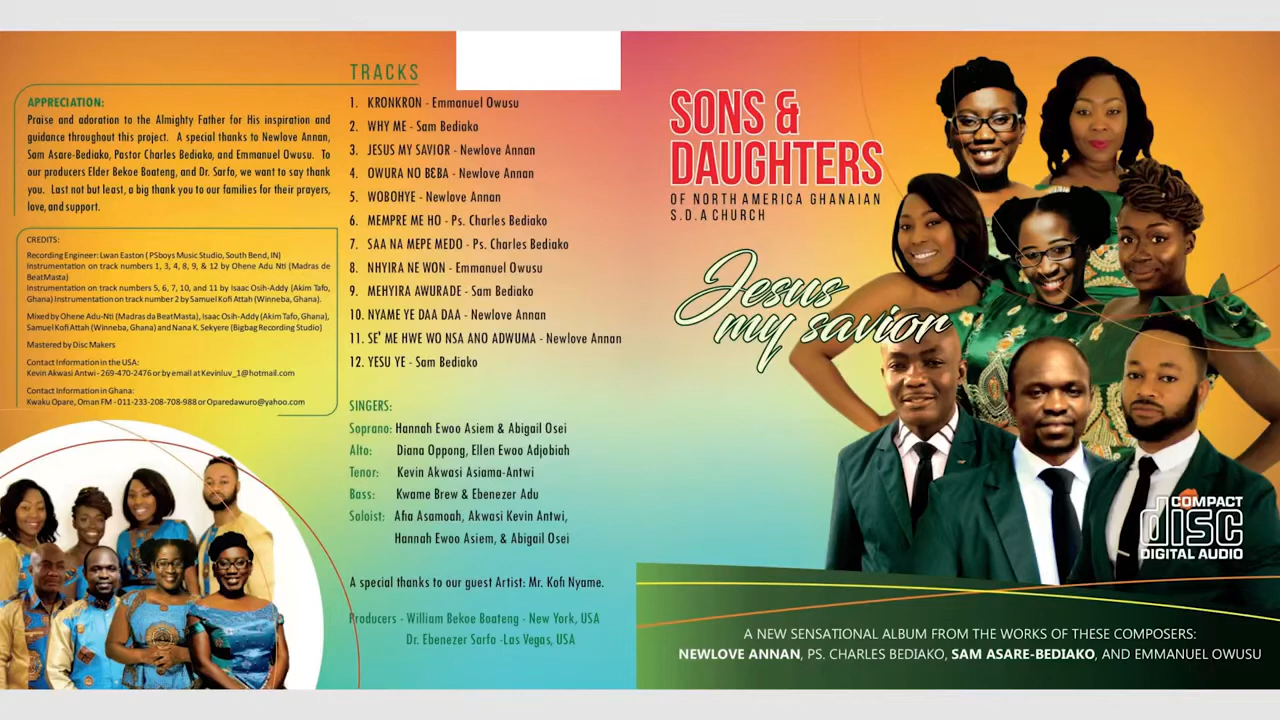 APPRECIATION:
Praise and adoration to the Almighty Father for His inspiration and
guidance throughout this project. A special thanks to Newlove Annan,
Sam Asare-Bediako, Pastor Charles Bediako, and Emmanuel Owusu. To
our producers Elder Bekoe Boateng, and Dr. Sarfo, we want to say thank
you. Last not but least, a big thank you to our families for their prayers,
love, and support.
CREDITS:
Recording Engineer: Lwan Easton ( PSboys Music Studio, South Bend, IN)
Instrumentation on track numbers 1, 3, 4, 8, 9, & 12 by Ohene Adu Nti (Madras de
BeatMasta)
Instrumentation on track numbers 5, 6, 7, 10, and 11 by Isaac Osih-Addy (Akim Tafo,
Ghana) Instrumentation on track number 2 by Samuel Kofi Attah (Winneba, Ghana).
Mixed by Ohene Adu-Nti (Madras da BeatMasta), Isaac Osih-Addy (Akim Tafo, Ghana),
Samuel Kofi Attah (Winneba, Ghana) and Nana K. Sekyere (Bigbag Recording Studio)
Mastered by Disc Makers
Contact Information in the USA:
Kevin Akwasi Antwi - 269-470-2476 or by email at Kevinluv_1@hotmail.com
Contact Information in Ghana:
Kwaku Opare, Oman FM - 011-233-208-708-988 or Oparedawuro@yahoo.com
TRACKS
1. KRONKRON - Emmanuel Owusu
2. WHY ME - Sam Bediako
3. JESUS MY SAVIOR - Newlove Annan
4. OWURA NO BƐBA - Newlove Annan
5. WOBOHYE - Newlove Annan
6. MEMPRE ME HO - Ps. Charles Bediako
7. SAA NA MEPE MEDO - Ps. Charles Bediako
8. NHYIRA NE WON - Emmanuel Owusu
9. MEHYIRA AWURADE - Sam Bediako
10. NYAME YE DAA DAA - Newlove Annan
11. SE' ME HWE WO NSA ANO ADWUMA - Newlove Annan
12. YESU YE - Sam Bediako
SINGERS:
Soprano: Hannah Ewoo Asiem & Abigail Osei
Alto: Diana Oppong, Ellen Ewoo Adjobiah
Tenor: Kevin Akwasi Asiama-Antwi
Bass: Kwame Brew & Ebenezer Adu
Soloist: Afia Asamoah, Akwasi Kevin Antwi,
Hannah Ewoo Asiem, & Abigail Osei
A special thanks to our guest Artist: Mr. Kofi Nyame.
Producers - William Bekoe Boateng - New York, USA
Dr. Ebenezer Sarfo -Las Vegas, USA
SONS &
DAUGHTERS
OF NORTH AMERICA GHANAIAN
S.D.A CHURCH
Jesus
my savior
COMPACT
disc
DIGITAL AUDIO
A NEW SENSATIONAL ALBUM FROM THE WORKS OF THESE COMPOSERS:
NEWLOVE ANNAN, PS. CHARLES BEDIAKO, SAM ASARE-BEDIAKO, AND EMMANUEL OWUSU